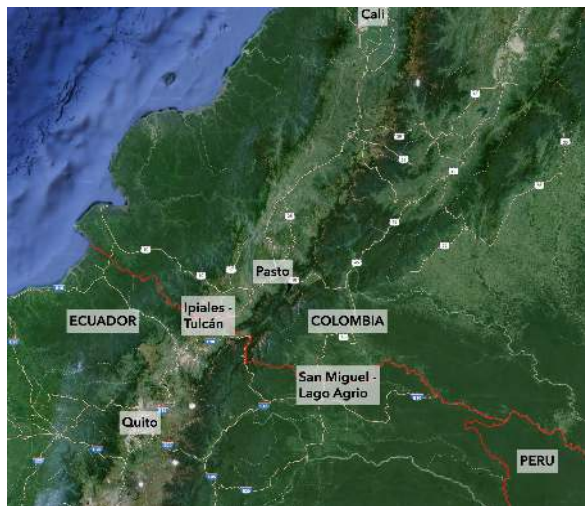 Cali
Pasto
Ipiales -
Tulcán
ECUADOR
COLOMBIA
San Miguel -
Lago Agrio
Quito
PERU